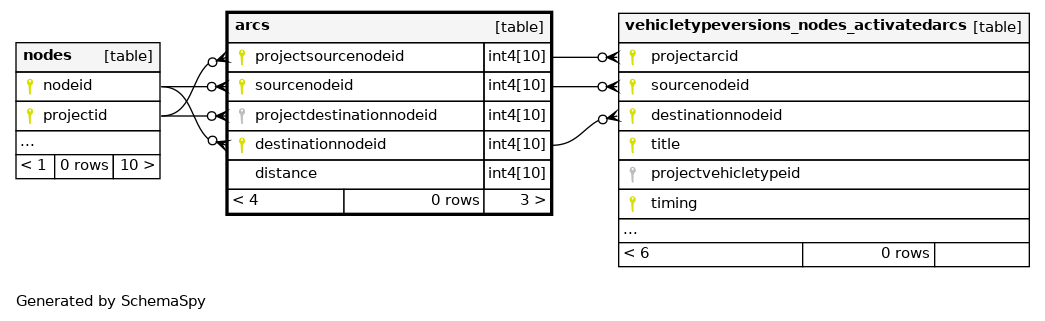 nodes [table]
nodeid
projectid
...
< 1 0 rows 10 >
arcs [table]
projectsourcenodeid int4[10]
sourcenodeid int4[10]
projectdestinationnodeid int4[10]
destinationnodeid int4[10]
distance int4[10]
< 4 0 rows 3 >
vehicletypeversions_nodes_activatedarcs [table]
projectarcid
sourcenodeid
destinationnodeid
title
projectvehicletypeid
timing
...
< 6 0 rows
Generated by SchemaSpy